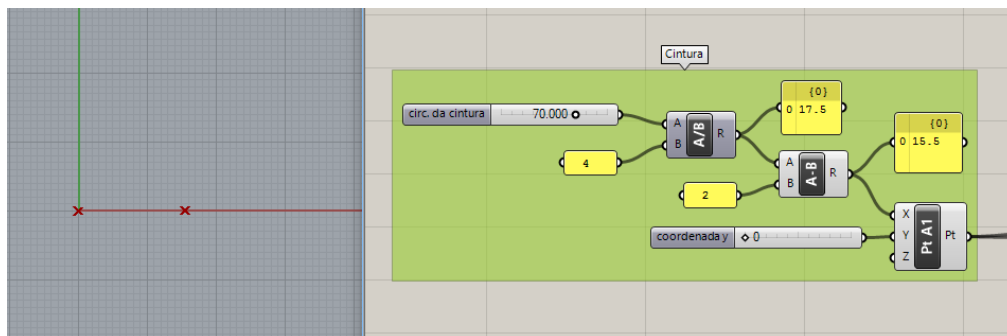 Cintura
circ. da cintura 70.000
A
B
A/B
R
{0}
0 17.5
4
A
B
A-B
R
{0}
0 15.5
2
coordenada y 0
X
Y
Z
Pt A1
Pt